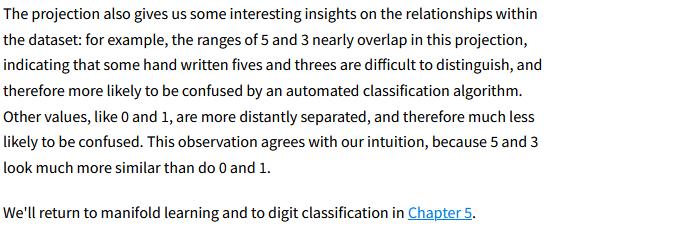 The projection also gives us some interesting insights on the relationships within
the dataset: for example, the ranges of 5 and 3 nearly overlap in this projection,
indicating that some hand written fives and threes are difficult to distinguish, and
therefore more likely to be confused by an automated classification algorithm.
Other values, like 0 and 1, are more distantly separated, and therefore much less
likely to be confused. This observation agrees with our intuition, because 5 and 3
look much more similar than do 0 and 1.
We'll return to manifold learning and to digit classification in Chapter 5.